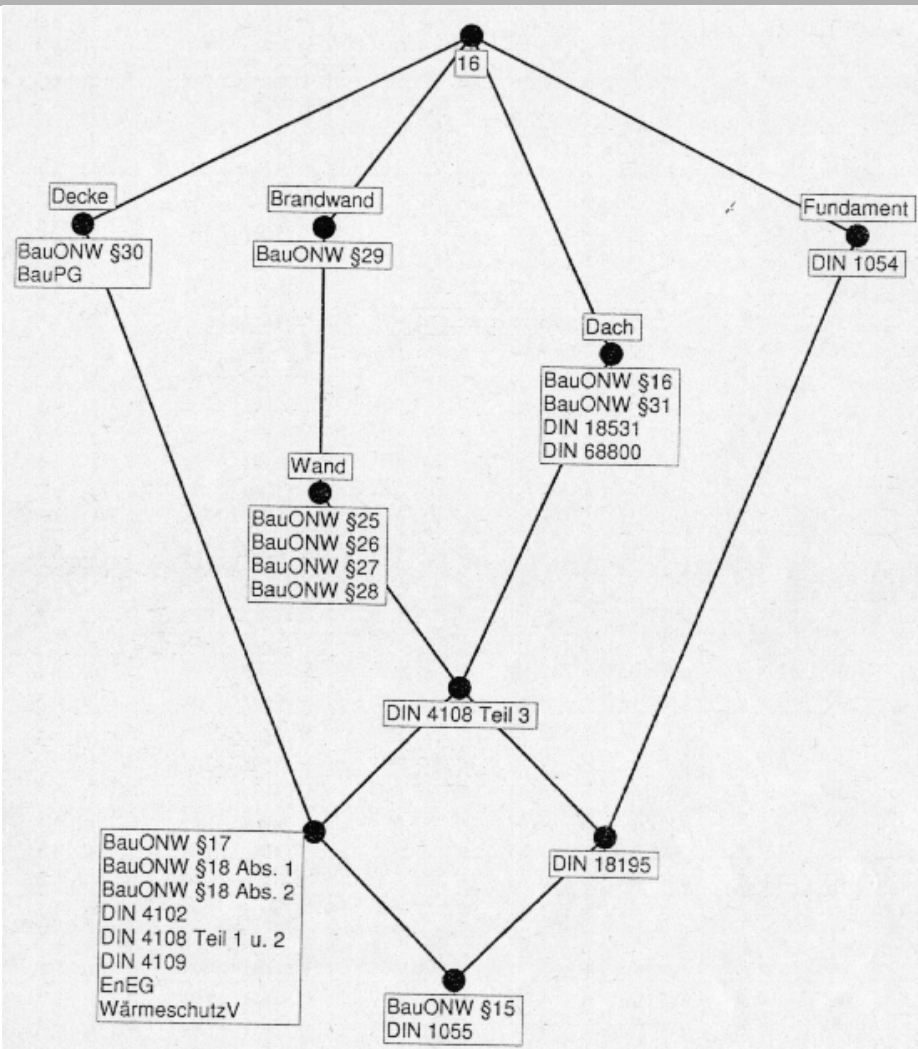 16
Decke
BauONW §30
BauPG
Brandwand
BauONW §29
Fundament
DIN 1054
Dach
BauONW §16
BauONW §31
DIN 18531
DIN 68800
Wand
BauONW §25
BauONW §26
BauONW §27
BauONW §28
DIN 4108 Teil 3
BauONW §17
BauONW §18 Abs. 1
BauONW §18 Abs. 2
DIN 4102
DIN 4108 Teil 1 u. 2
DIN 4109
EnEG
WärmeschutzV
DIN 18195
BauONW §15
DIN 1055